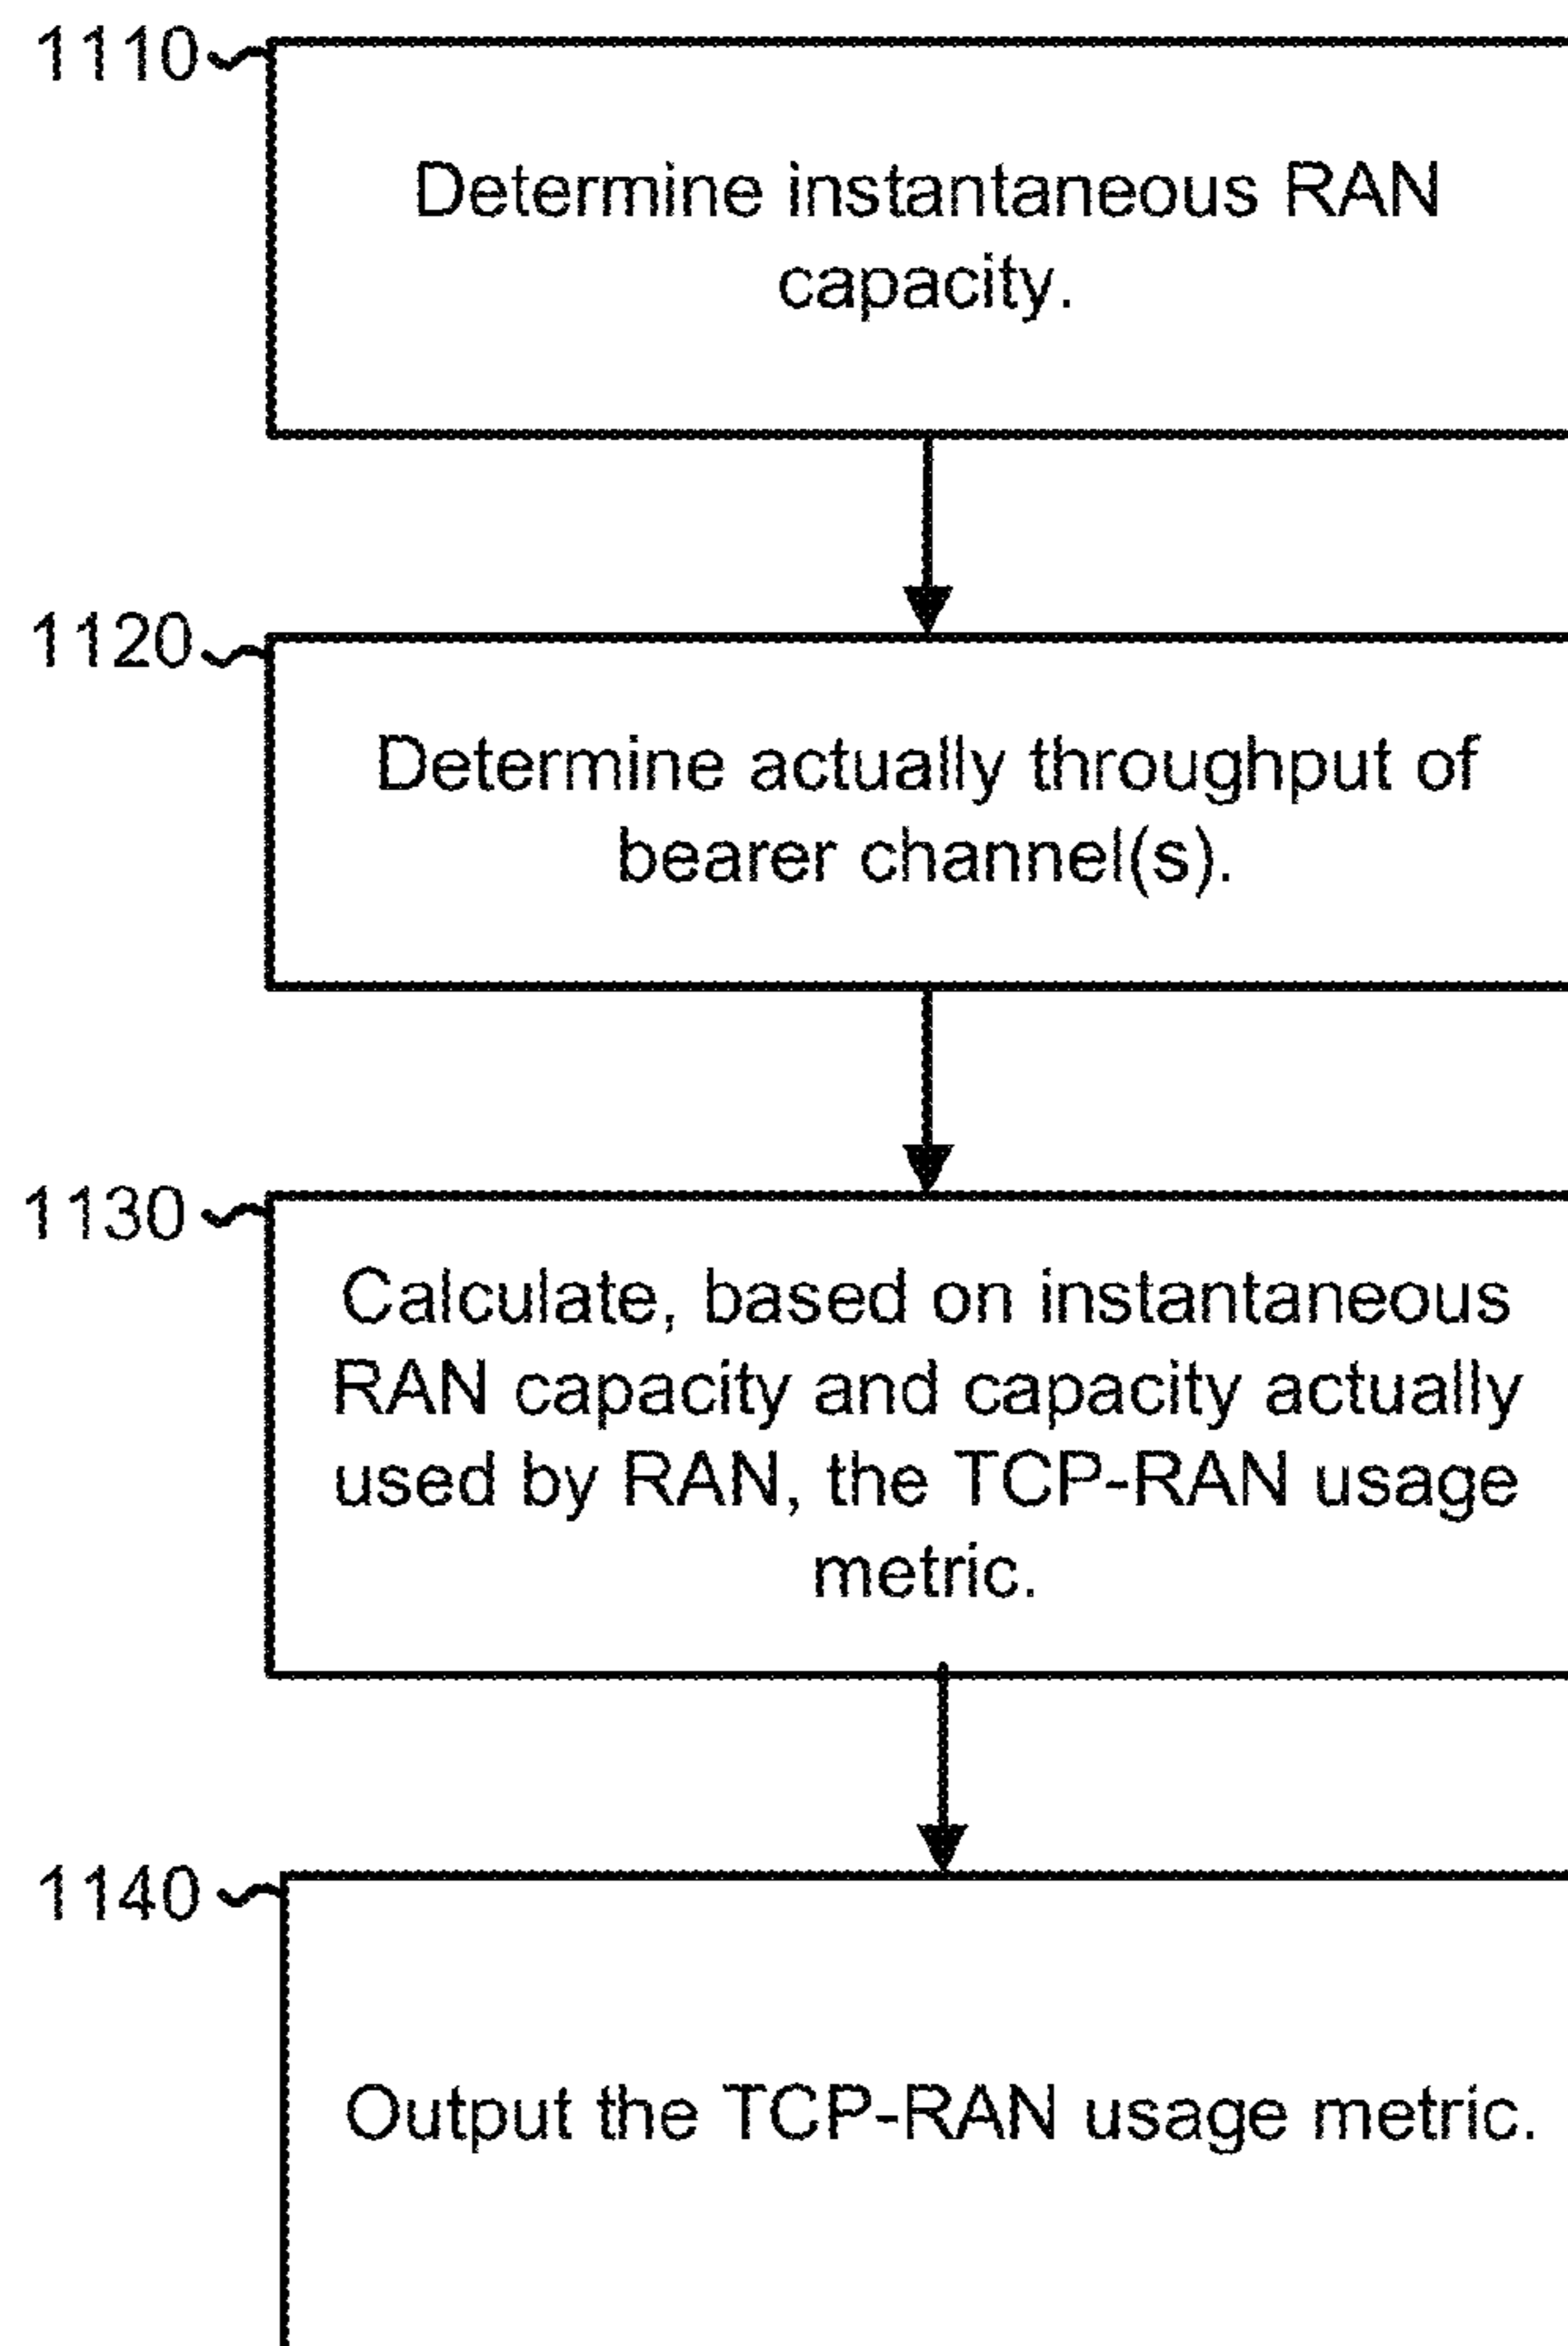 1110
Determine instantaneous RAN
capacity.
1120
Determine actually throughput of
bearer channel(s).
1130
Calculate, based on instantaneous
RAN capacity and capacity actually
used by RAN, the TCP-RAN usage
metric.
1140
Output the TCP-RAN usage metric.